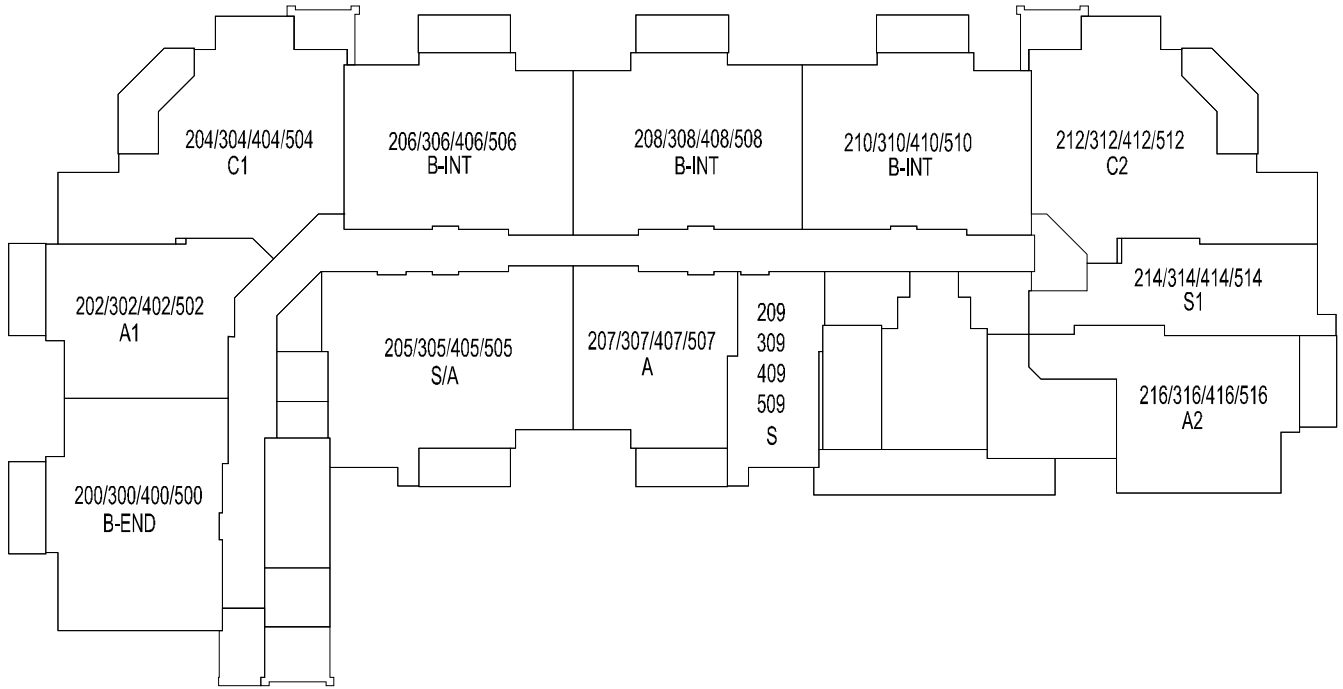 204/304/404/504
C1
206/306/406/506
B-INT
208/308/408/508
B-INT
210/310/410/510
B-INT
212/312/412/512
C2
202/302/402/502
A1
205/305/405/505
S/A
207/307/407/507
A
209
309
409
509
S
214/314/414/514
S1
216/316/416/516
A2
200/300/400/500
B-END